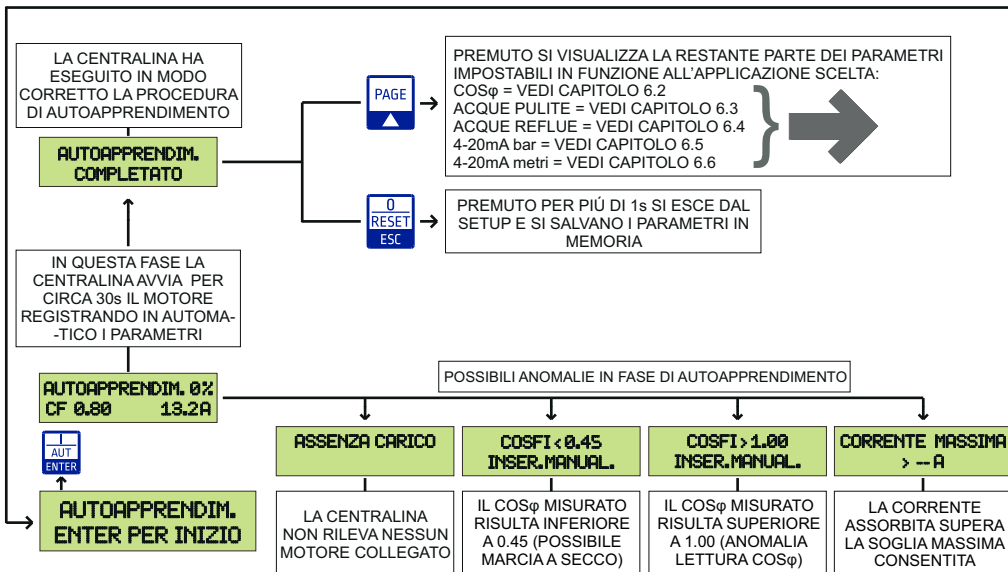 LA CENTRALINA HA
ESEGUITO IN MODO
CORRETTO LA PROCEDURA
DI AUTOAPPRENDIMENTO
AUTOAPPRENDIM.
COMPLETATO
PAGE
PREMUTO SI VISUALIZZA LA RESTANTE PARTE DEI PARAMETRI
IMPOSTABILI IN FUNZIONE ALL'APPLICAZIONE SCELTA:
COSφ = VEDI CAPITOLO 6.2
ACQUE PULITE = VEDI CAPITOLO 6.3
ACQUE REFLUE = VEDI CAPITOLO 6.4
4-20mA bar = VEDI CAPITOLO 6.5
4-20mA metri = VEDI CAPITOLO 6.6
0
RESET
ESC
PREMUTO PER PIÚ DI 1s SI ESCE DAL
SETUP E SI SALVANO I PARAMETRI IN
MEMORIA
IN QUESTA FASE LA
CENTRALINA AVVIA PER
CIRCA 30s IL MOTORE
REGISTRANDO IN AUTOMA-
-TICO I PARAMETRI
AUTOAPPRENDIM. 0%
CF 0.80 13.2A
I
AUT
ENTER
AUTOAPPRENDIM.
ENTER PER INIZIO
POSSIBILI ANOMALIE IN FASE DI AUTOAPPRENDIMENTO
ASSENZA CARICO
LA CENTRALINA
NON RILEVA NESSUN
MOTORE COLLEGATO
COSFI < 0.45
INSER.MANUAL.
IL COSφ MISURATO
RISULTA INFERIORE
A 0.45 (POSSIBILE
MARCIA A SECCO)
COSFI > 1.00
INSER.MANUAL.
IL COSφ MISURATO
RISULTA SUPERIORE
A 1.00 (ANOMALIA
LETTURA COSφ)
CORRENTE MASSIMA
> -- A
LA CORRENTE
ASSORBITA SUPERA
LA SOGLIA MASSIMA
CONSENTITA